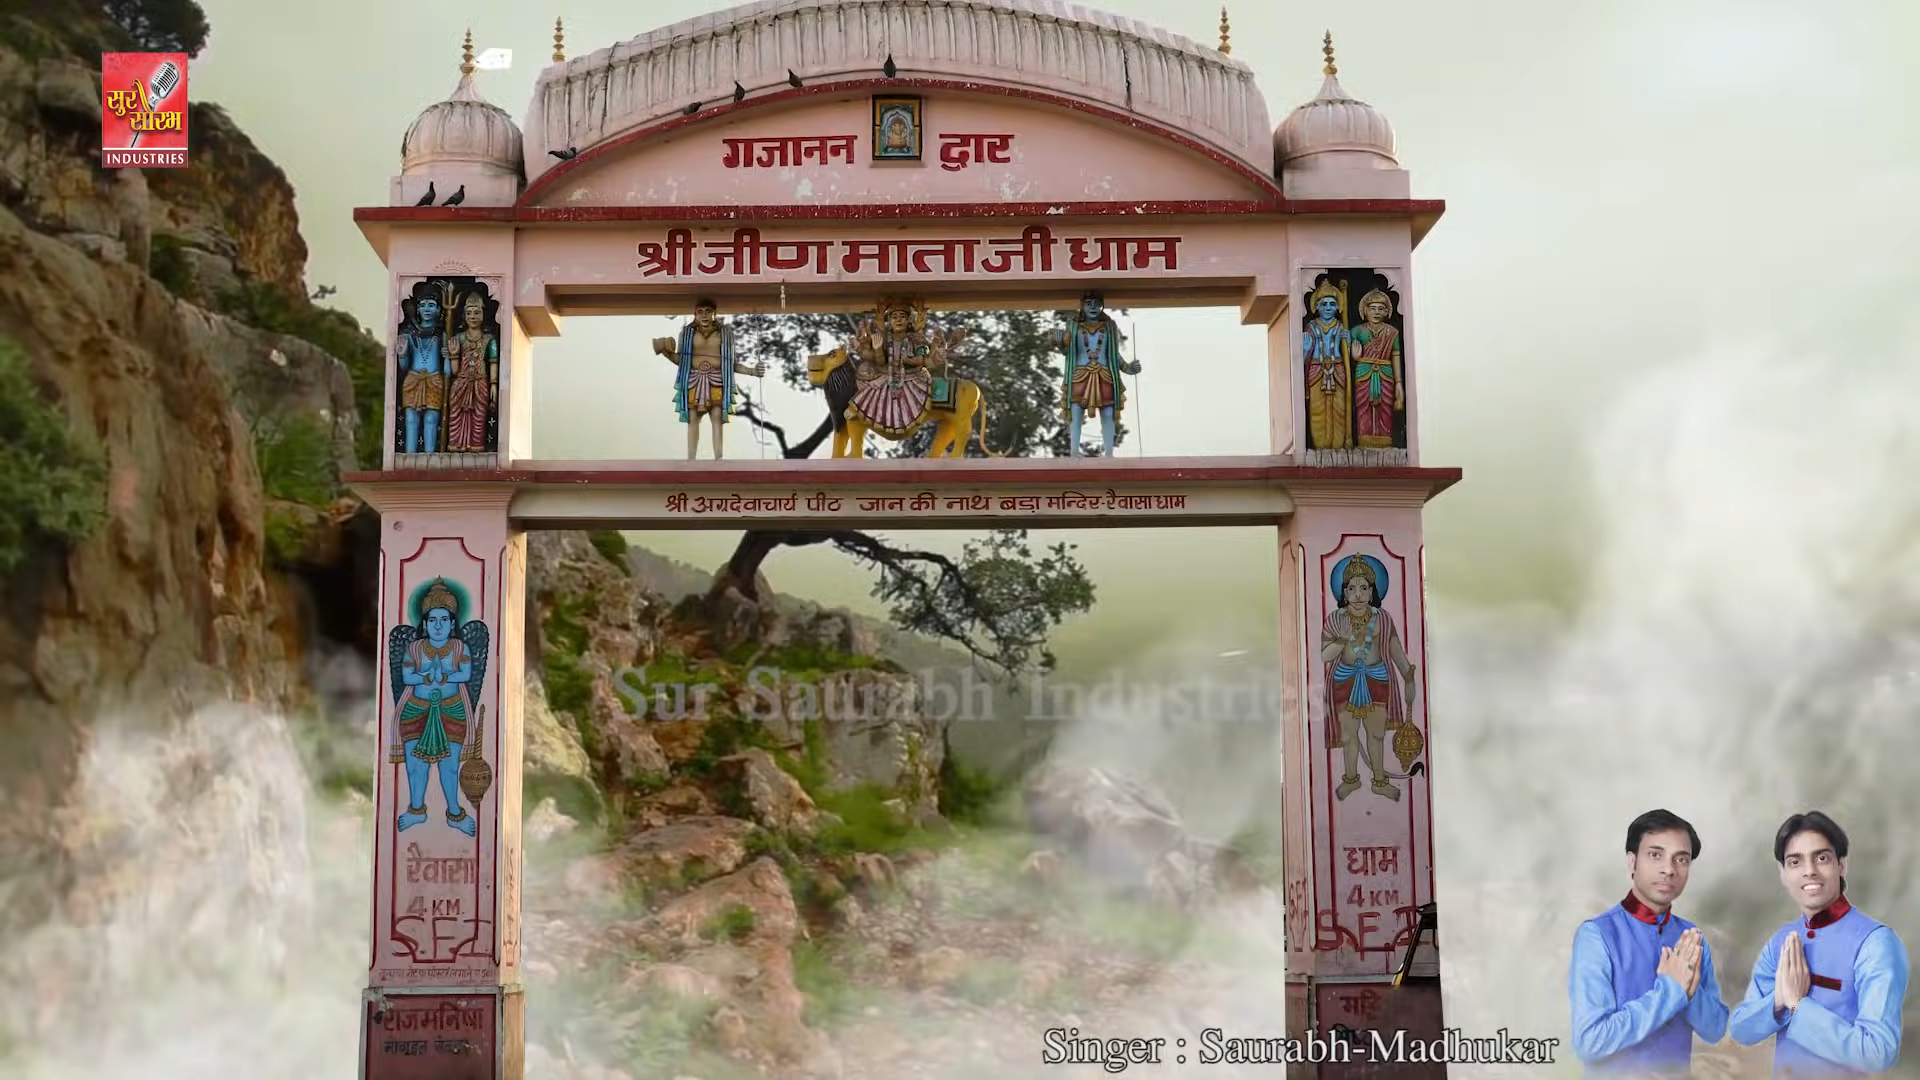 सुर सौरभ
INDUSTRIES
गजानन द्वार
श्री जीण माता जी धाम
श्री अग्रदेवाचार्य पीठ जान की नाथ बड़ा मन्दिर-रैवासा धाम
Sur Saurabh Industries
रैवासा
4 KM.
S.F.I
धाम
4 KM.
S.F.I
राजमनिषा
Singer : Saurabh-Madhukar